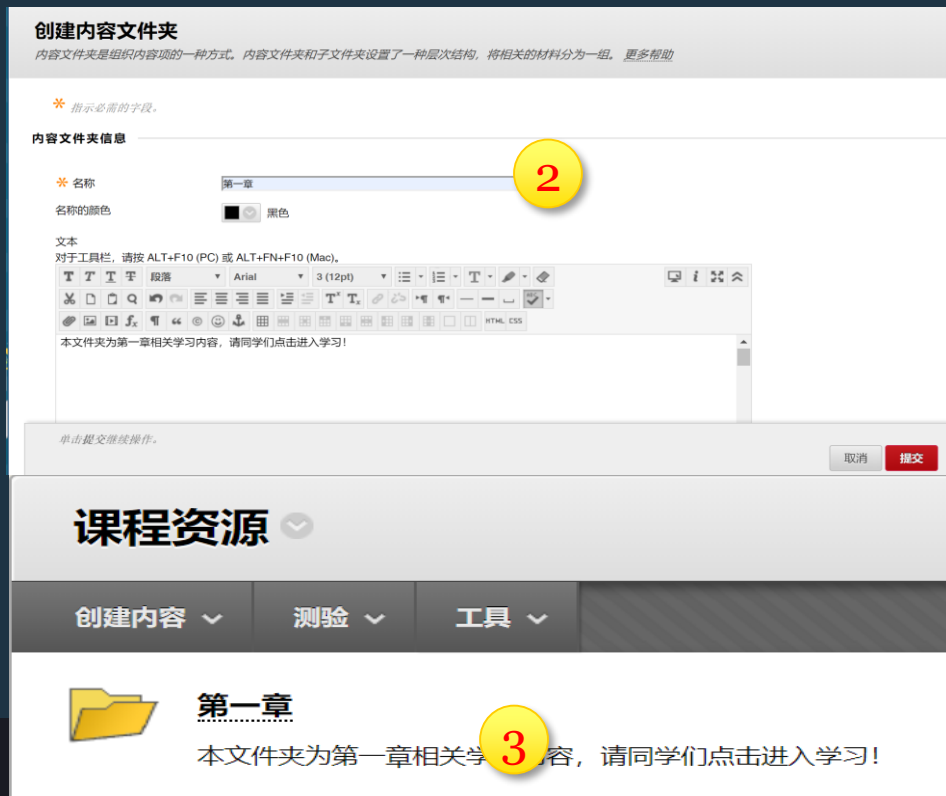 创建内容文件夹
内容文件夹是组织内容项的一种方式。内容文件夹和子文件夹设置了一种层次结构，将相关的材料分为一组。 更多帮助
* 指示必需的字段。
内容文件夹信息
* 名称 第一章
2
名称的颜色 黑色
文本
对于工具栏，请按 ALT+F10 (PC) 或 ALT+FN+F10 (Mac)。
T T T T 段落 Arial 3 (12pt)
HTML CSS
本文件夹为第一章相关学习内容，请同学们点击进入学习！
单击提交继续操作。
取消 提交
课程资源
创建内容 测验 工具
第一章
3
本文件夹为第一章相关学 容，请同学们点击进入学习！